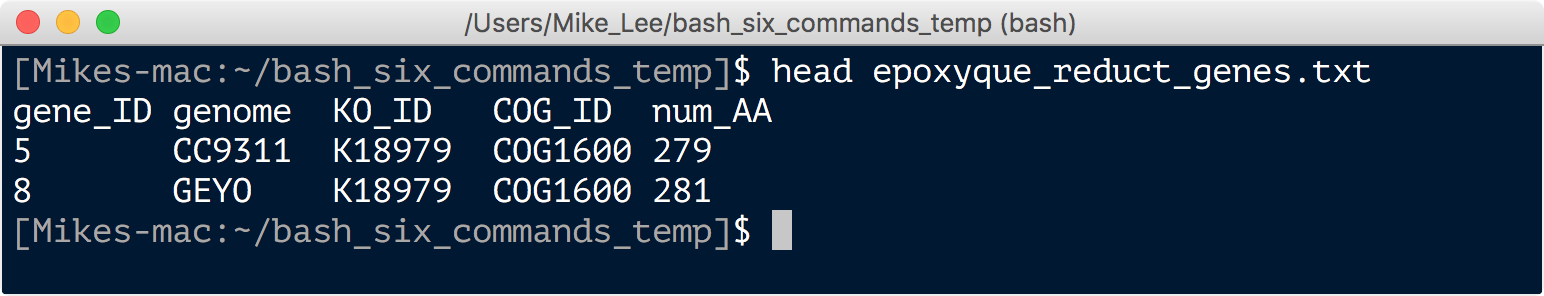 /Users/Mike_Lee/bash_six_commands_temp (bash)
[Mikes-mac:~/bash_six_commands_temp]$ head epoxyque_reduct_genes.txt
gene_ID genome KO_ID COG_ID num_AA
5 CC9311 K18979 COG1600 279
8 GEYO K18979 COG1600 281
[Mikes-mac:~/bash_six_commands_temp]$